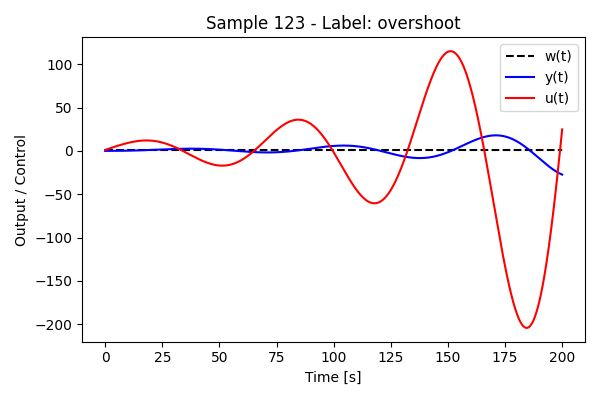 Sample 123 - Label: overshoot
w(t)
y(t)
u(t)
Output / Control
100
50
0
−50
−100
−150
−200
0 25 50 75 100 125 150 175 200
Time [s]